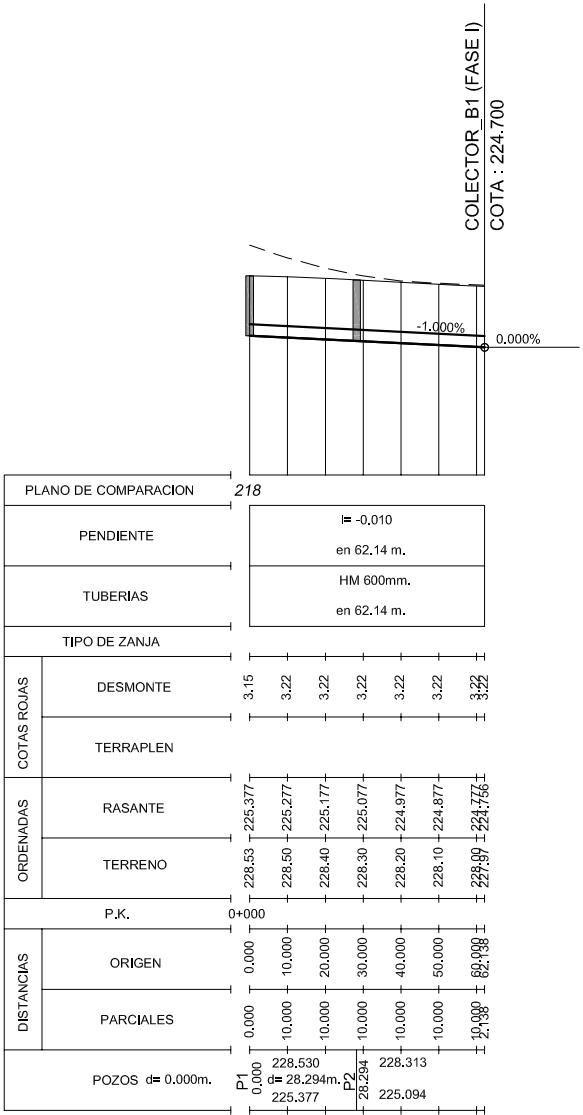 COLECTOR_B1 (FASE I)
COTA : 224.700
-1.000%
0.000%
PLANO DE COMPARACION 218
PENDIENTE
I= -0.010
en 62.14 m.
TUBERIAS
HM 600mm.
en 62.14 m.
TIPO DE ZANJA
COTAS ROJAS
DESMONTE 3.15 3.22 3.22 3.22 3.22 3.22 3.22 3.22
TERRAPLEN
ORDENADAS
RASANTE 225.377 225.277 225.177 225.077 224.977 224.877 224.777 224.756
TERRENO 228.53 228.50 228.40 228.30 228.20 228.10 228.00 227.97
P.K. 0+000
DISTANCIAS
ORIGEN 0.000 10.000 20.000 30.000 40.000 50.000 60.000 62.138
PARCIALES 0.000 10.000 10.000 10.000 10.000 10.000 10.000 2.138
POZOS d= 0.000m.
P1
0.000
228.530
d= 28.294m.
225.377
P2
28.294
228.313
225.094